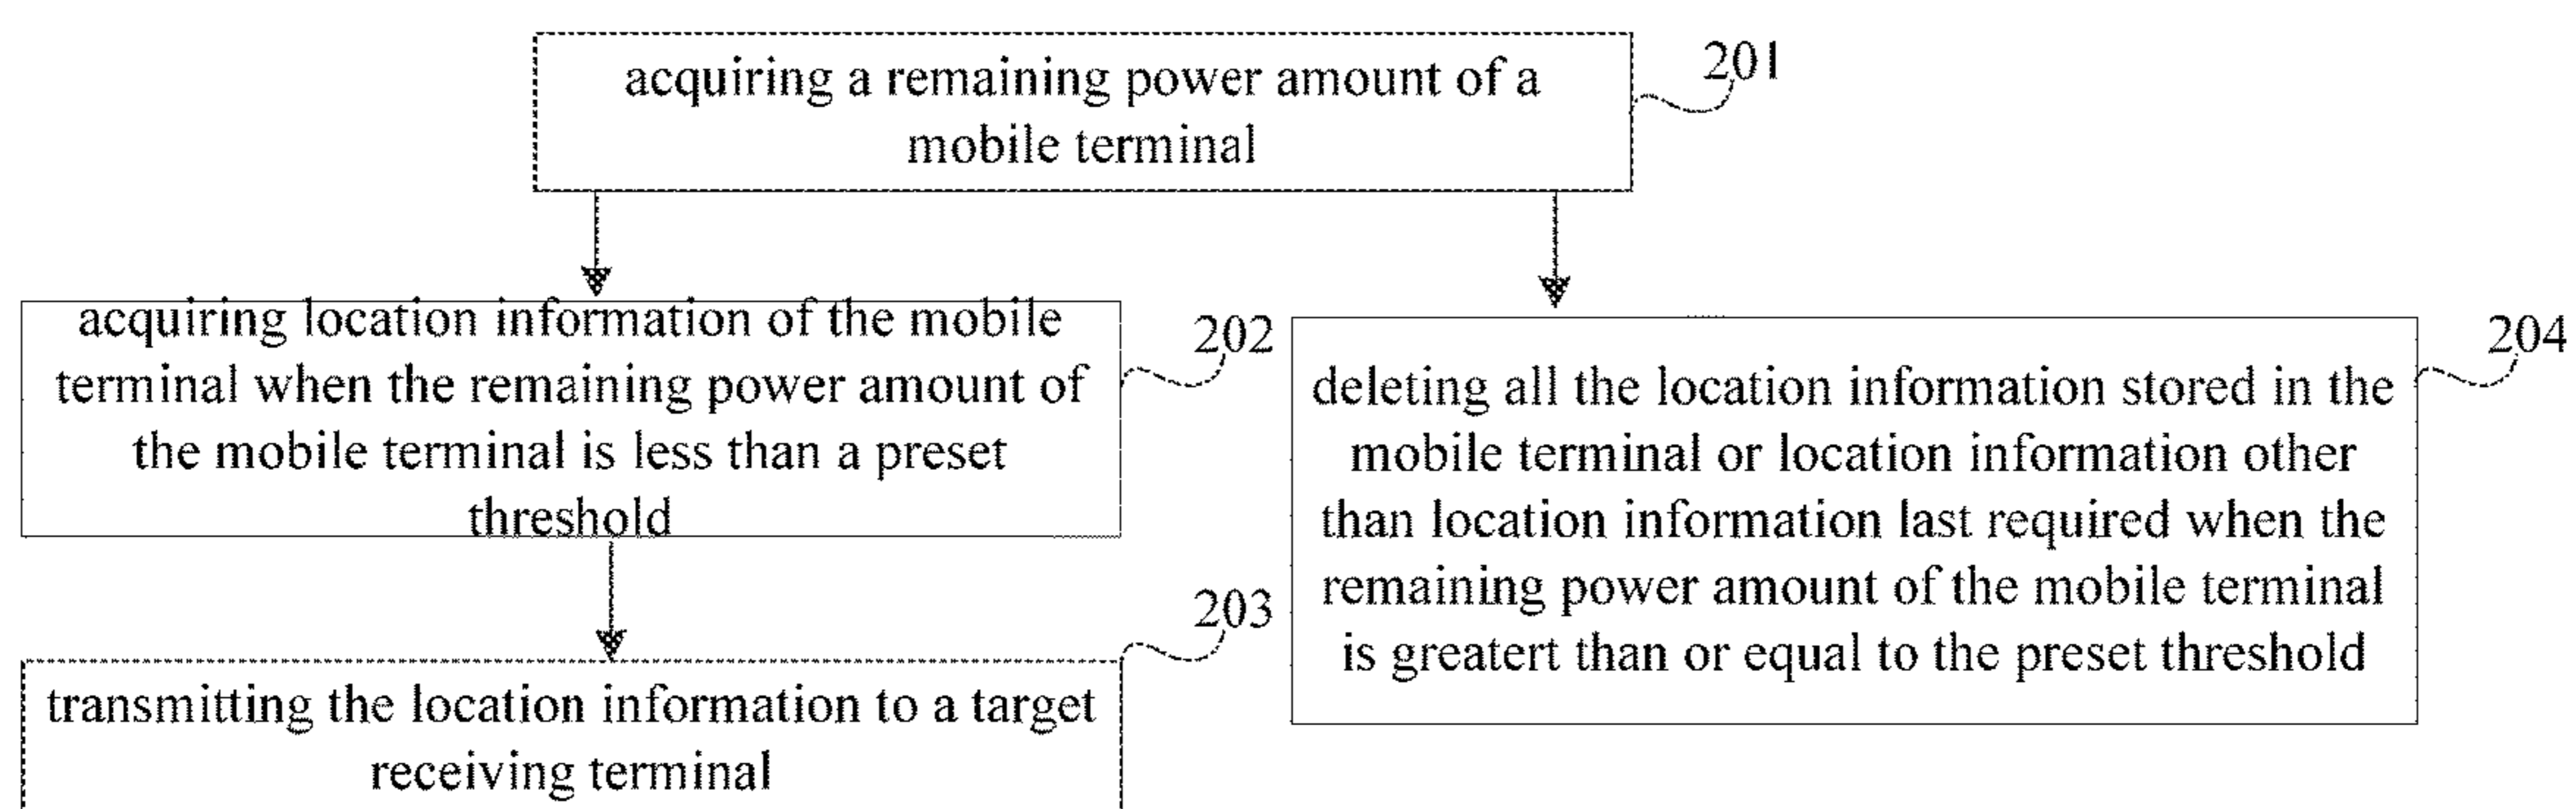 acquiring a remaining power amount of a
mobile terminal
201
acquiring location information of the mobile
terminal when the remaining power amount of
the mobile terminal is less than a preset
threshold
202
deleting all the location information stored in the
mobile terminal or location information other
than location information last required when the
remaining power amount of the mobile terminal
is greatert than or equal to the preset threshold
204
transmitting the location information to a target
receiving terminal
203